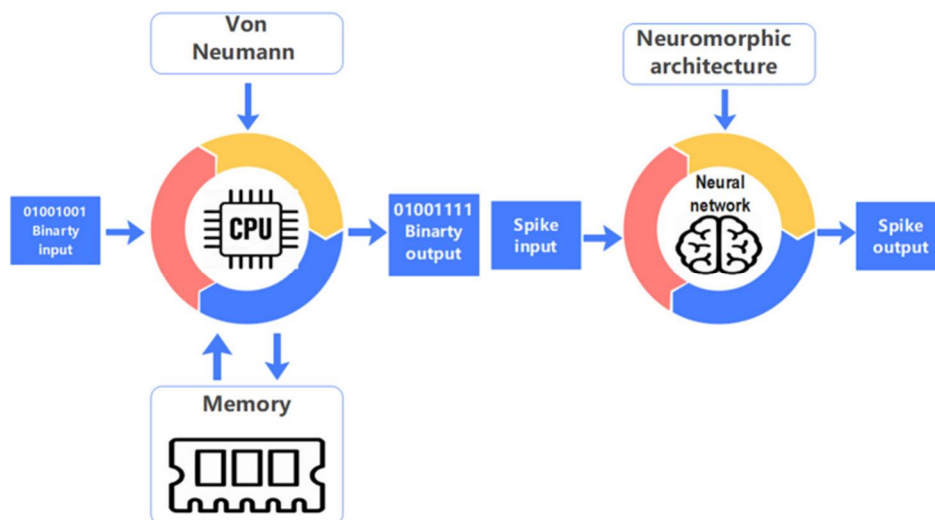 Von
Neumann
01001001
Binarty
input
CPU
01001111
Binarty
output
Memory
Neuromorphic
architecture
Spike
input
Neural
network
Spike
output